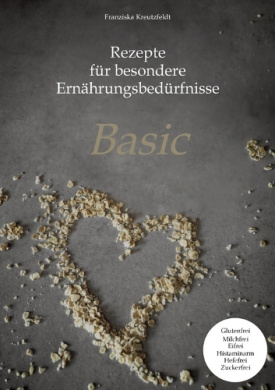 Franziska Kreutzfeldt
Rezepte
für besondere
Ernährungsbedürfnisse
Basic
Glutenfrei
Milchfrei
Eifrei
Histaminarm
Hefefrei
Zuckerfrei